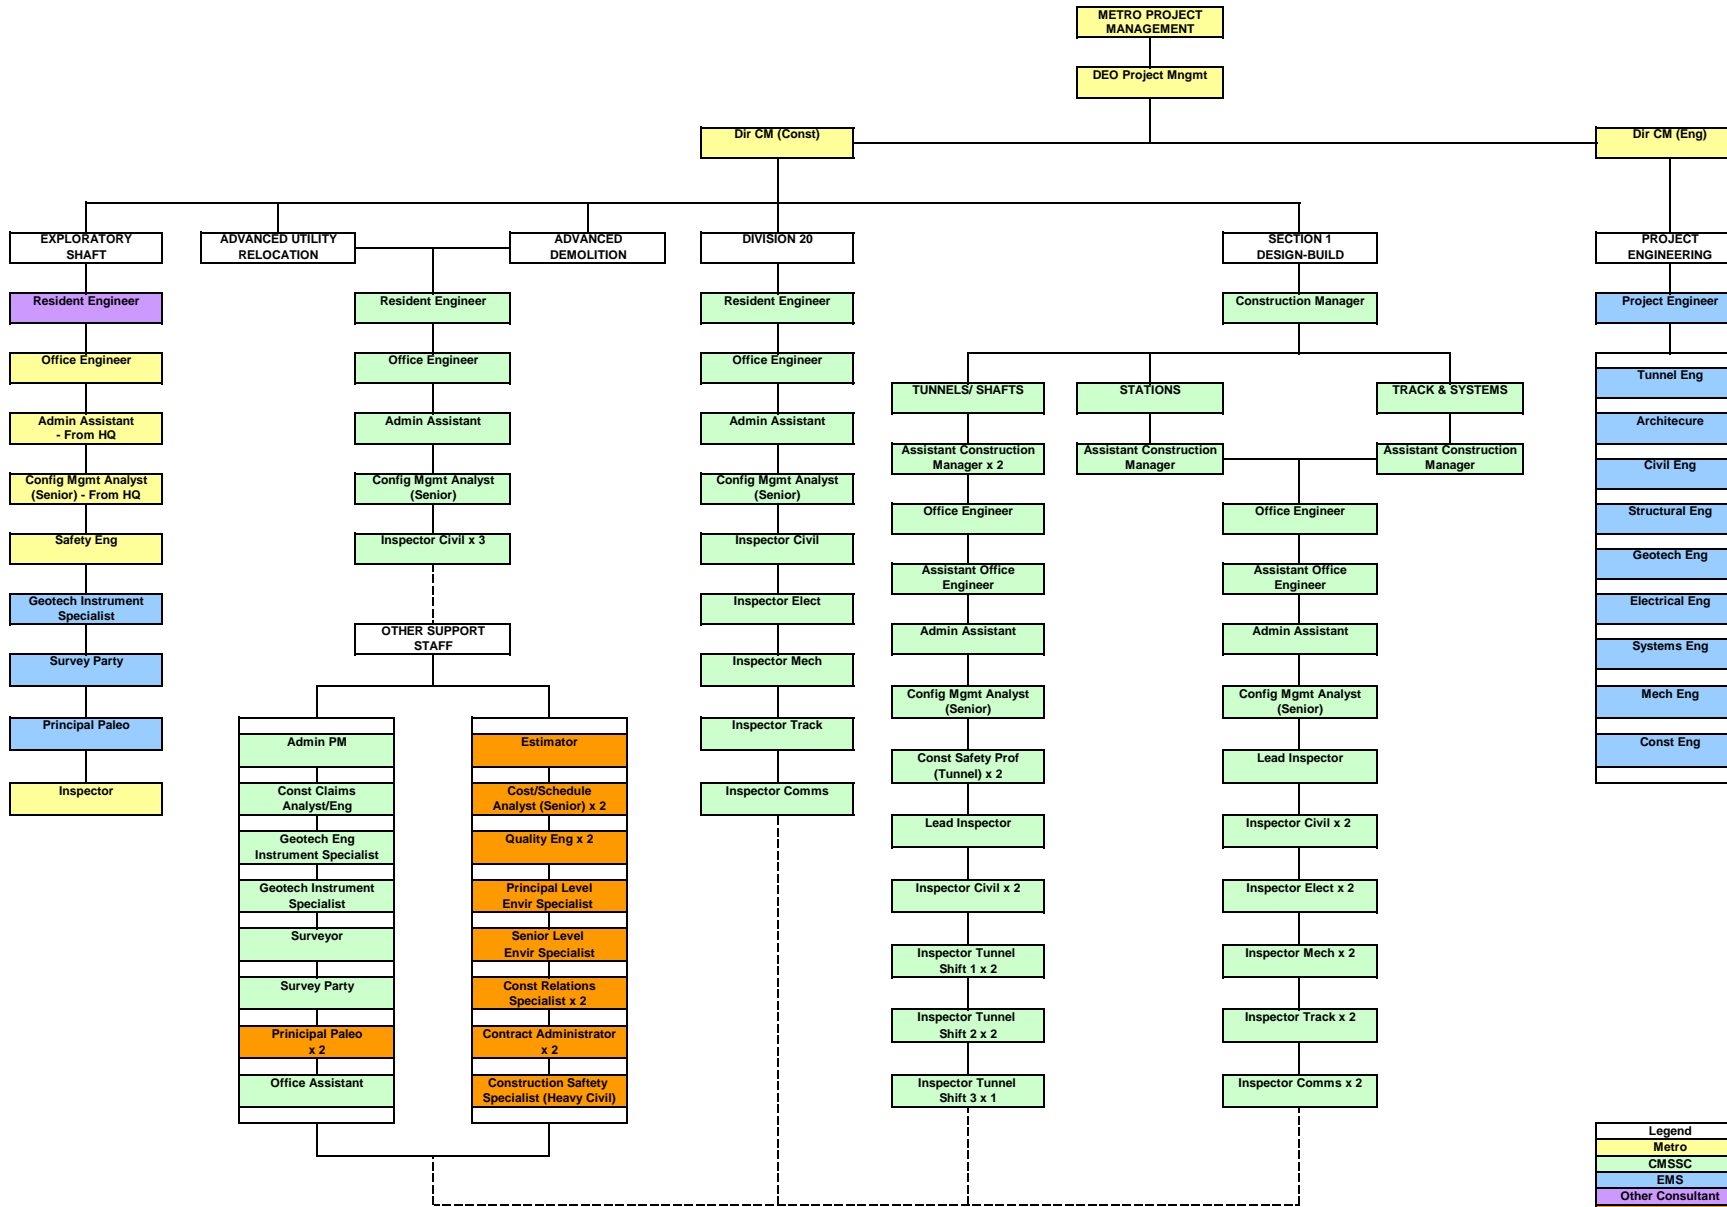 METRO PROJECT
MANAGEMENT
DEO Project Mngmt
Dir CM (Const)
Dir CM (Eng)
EXPLORATORY
SHAFT
ADVANCED UTILITY
RELOCATION
ADVANCED
DEMOLITION
DIVISION 20
SECTION 1
DESIGN-BUILD
PROJECT
ENGINEERING
Resident Engineer
Office Engineer
Admin Assistant
- From HQ
Config Mgmt Analyst
(Senior) - From HQ
Safety Eng
Geotech Instrument
Specialist
Survey Party
Principal Paleo
Inspector
Resident Engineer
Office Engineer
Admin Assistant
Config Mgmt Analyst
(Senior)
Inspector Civil x 3
OTHER SUPPORT
STAFF
Admin PM
Const Claims
Analyst/Eng
Geotech Eng
Instrument Specialist
Geotech Instrument
Specialist
Surveyor
Survey Party
Prinicipal Paleo
x 2
Office Assistant
Estimator
Cost/Schedule
Analyst (Senior) x 2
Quality Eng x 2
Principal Level
Envir Specialist
Senior Level
Envir Specialist
Const Relations
Specialist x 2
Contract Administrator
x 2
Construction Saftety
Specialist (Heavy Civil)
Resident Engineer
Office Engineer
Admin Assistant
Config Mgmt Analyst
(Senior)
Inspector Civil
Inspector Elect
Inspector Mech
Inspector Track
Inspector Comms
Construction Manager
TUNNELS/ SHAFTS
STATIONS
TRACK & SYSTEMS
Assistant Construction
Manager x 2
Assistant Construction
Manager
Assistant Construction
Manager
Office Engineer
Assistant Office
Engineer
Admin Assistant
Config Mgmt Analyst
(Senior)
Const Safety Prof
(Tunnel) x 2
Lead Inspector
Inspector Civil x 2
Inspector Tunnel
Shift 1 x 2
Inspector Tunnel
Shift 2 x 2
Inspector Tunnel
Shift 3 x 1
Office Engineer
Assistant Office
Engineer
Admin Assistant
Config Mgmt Analyst
(Senior)
Lead Inspector
Inspector Civil x 2
Inspector Elect x 2
Inspector Mech x 2
Inspector Track x 2
Inspector Comms x 2
Project Engineer
Tunnel Eng
Architecure
Civil Eng
Structural Eng
Geotech Eng
Electrical Eng
Systems Eng
Mech Eng
Const Eng
Legend
Metro
CMSSC
EMS
Other Consultant